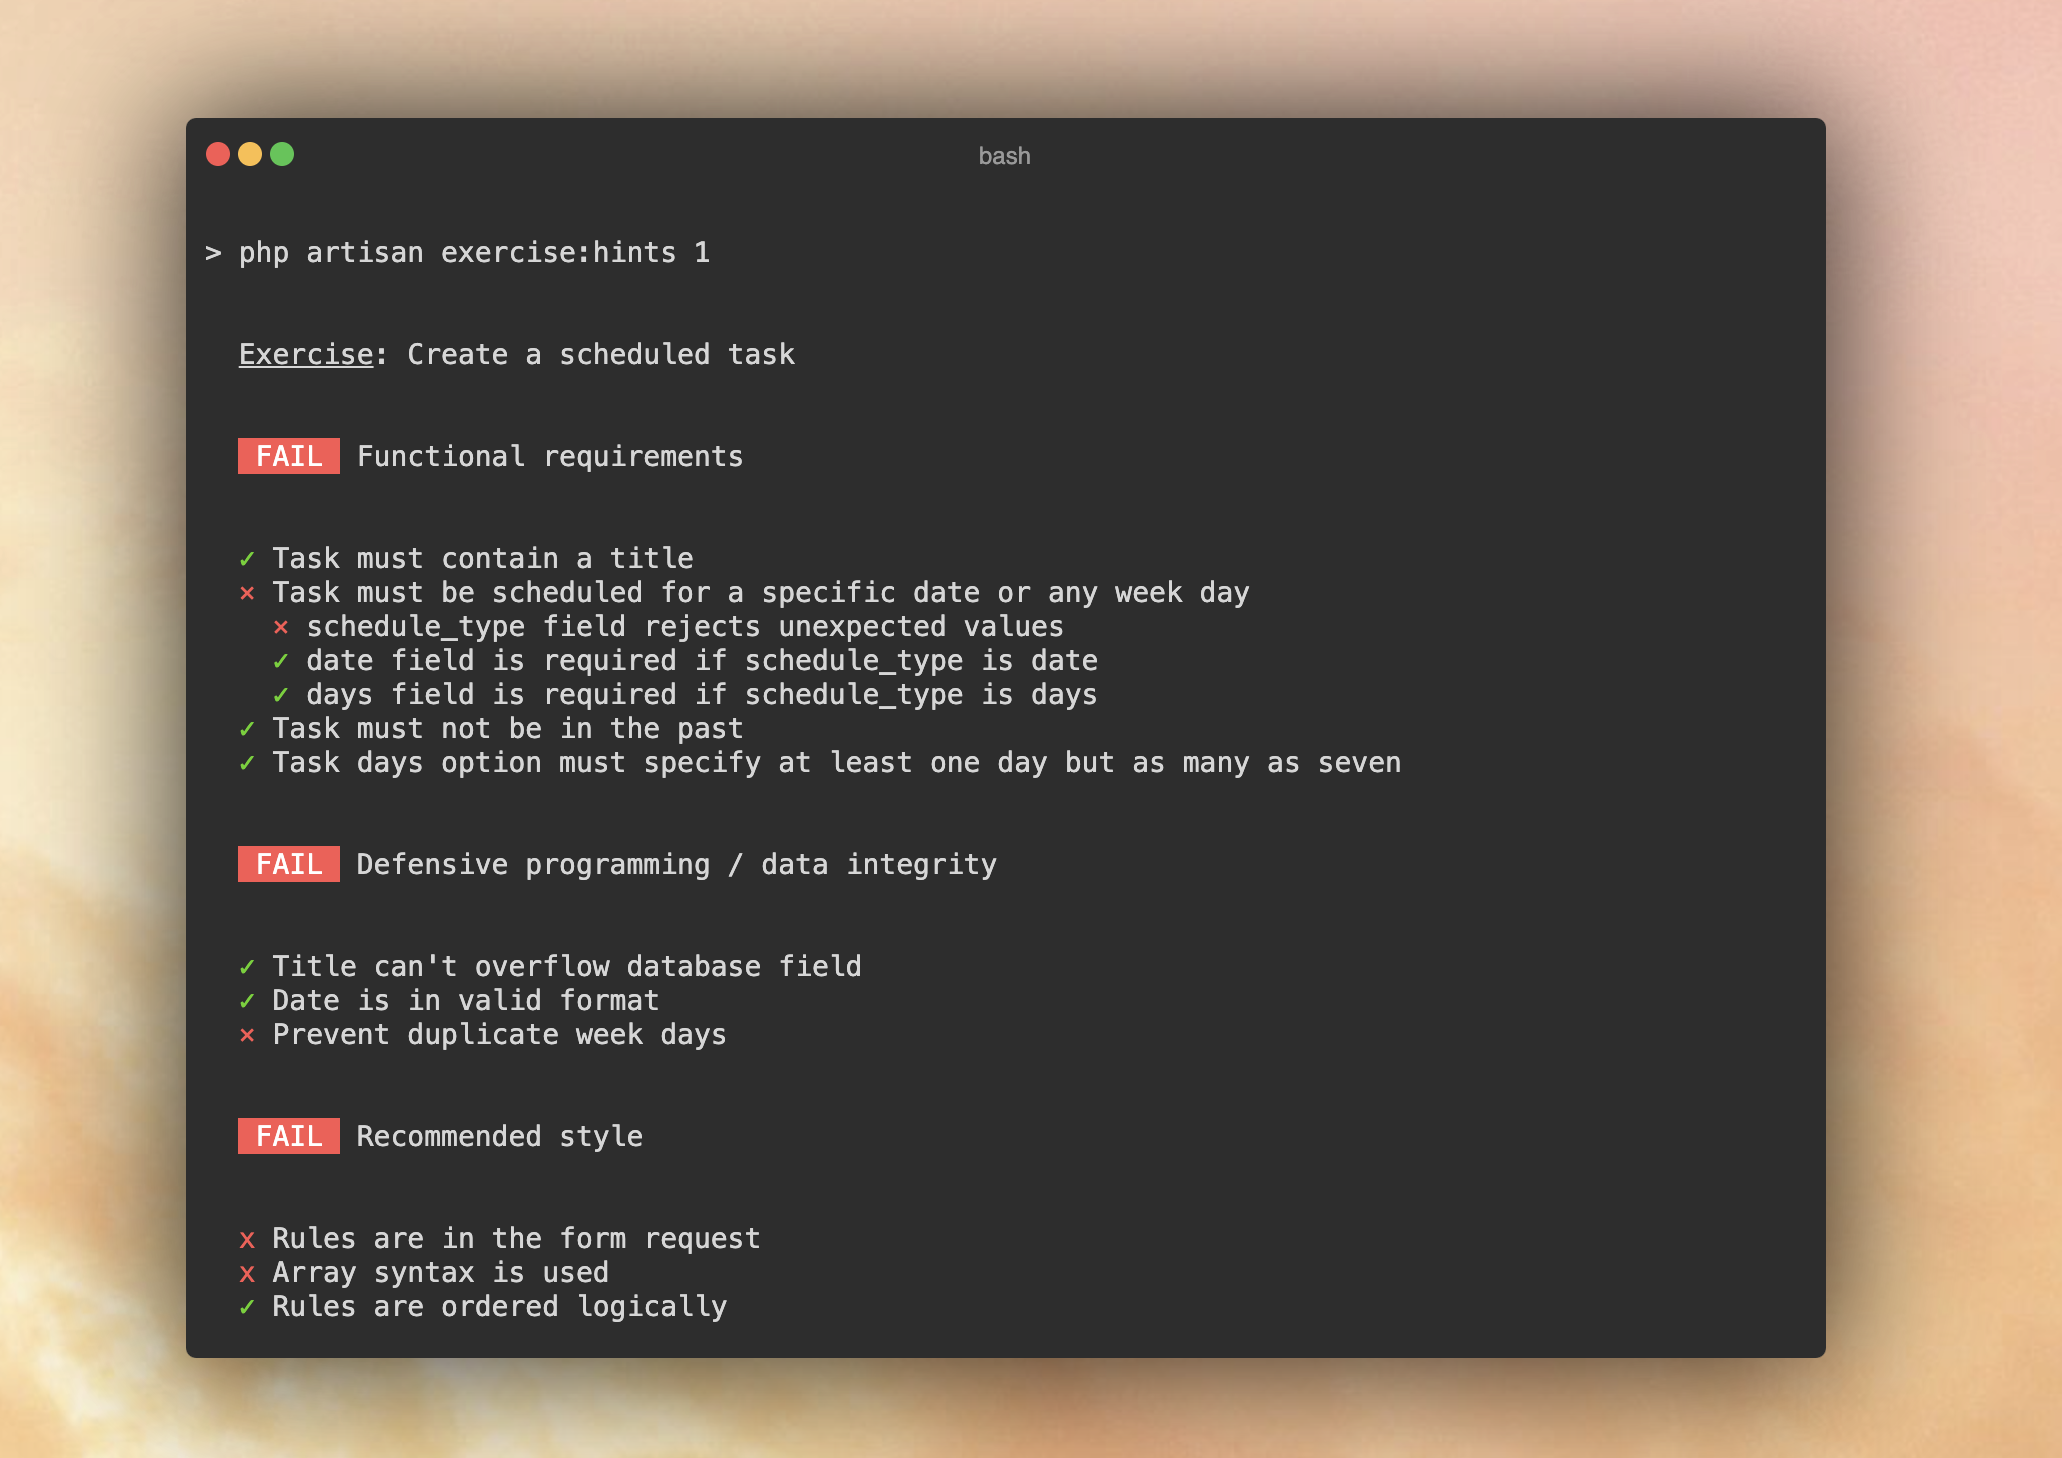 bash
> php artisan exercise:hints 1
Exercise: Create a scheduled task
FAIL Functional requirements
✓ Task must contain a title
× Task must be scheduled for a specific date or any week day
× schedule_type field rejects unexpected values
✓ date field is required if schedule_type is date
✓ days field is required if schedule_type is days
✓ Task must not be in the past
✓ Task days option must specify at least one day but as many as seven
FAIL Defensive programming / data integrity
✓ Title can't overflow database field
✓ Date is in valid format
× Prevent duplicate week days
FAIL Recommended style
x Rules are in the form request
x Array syntax is used
✓ Rules are ordered logically